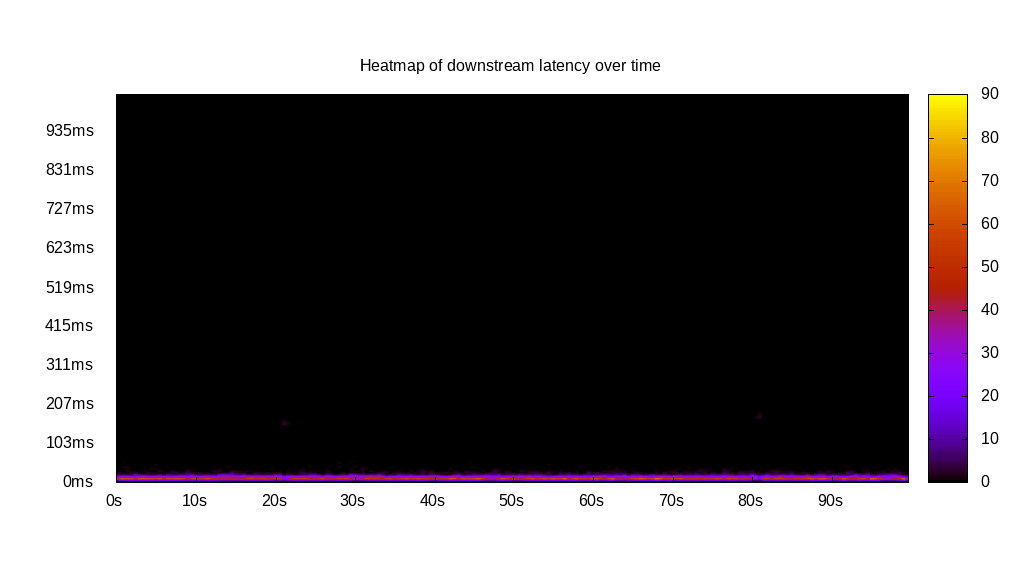 Heatmap of downstream latency over time
935ms
831ms
727ms
623ms
519ms
415ms
311ms
207ms
103ms
0ms
0s 10s 20s 30s 40s 50s 60s 70s 80s 90s
90
80
70
60
50
40
30
20
10
0